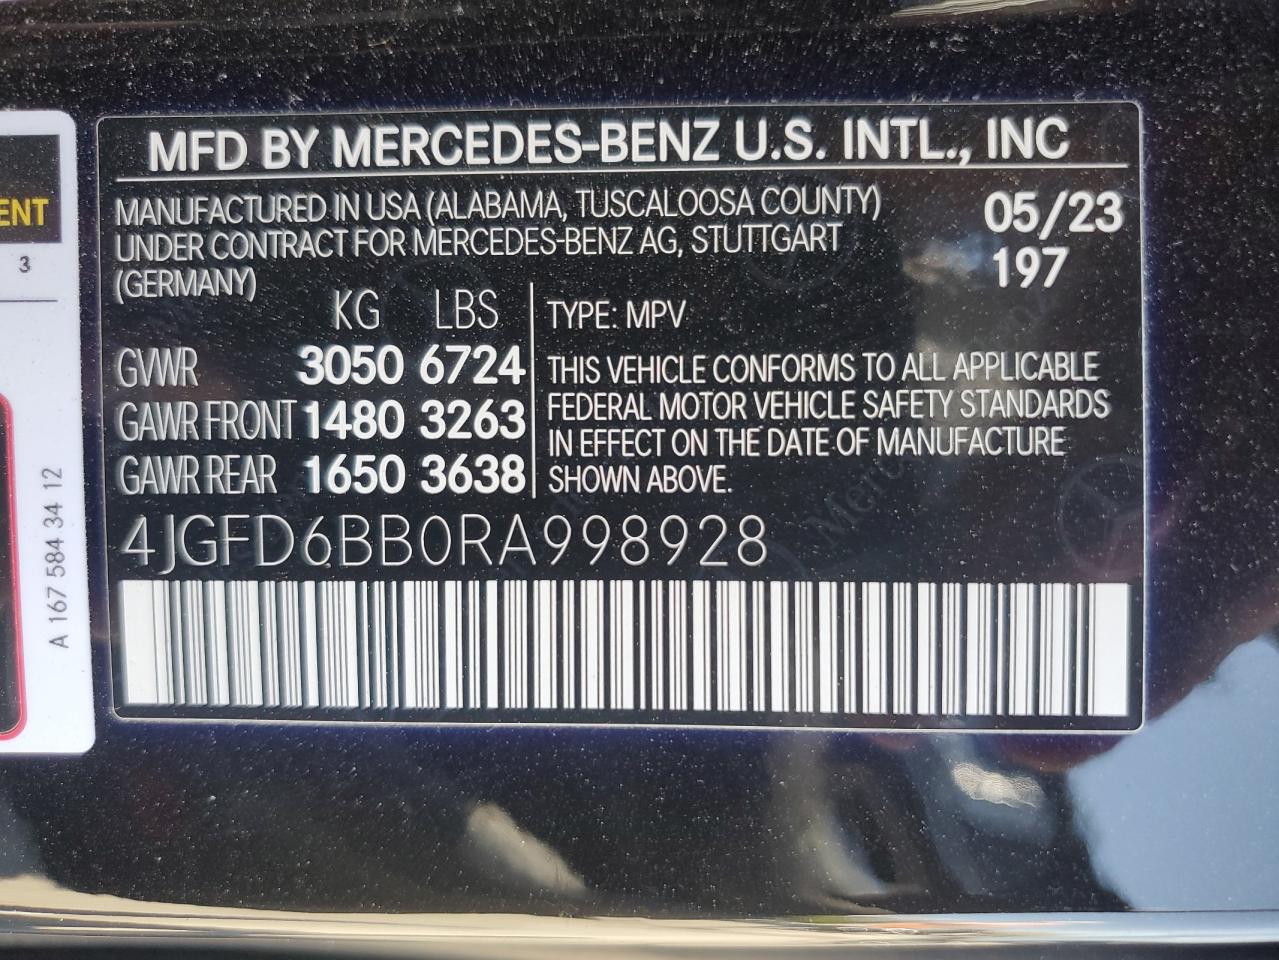 MFD BY MERCEDES-BENZ U.S. INTL., INC
MANUFACTURED IN USA (ALABAMA, TUSCALOOSA COUNTY) 05/23
UNDER CONTRACT FOR MERCEDES-BENZ AG, STUTTGART 197
(GERMANY)
KG LBS
GVWR 3050 6724
GAWR FRONT 1480 3263
GAWR REAR 1650 3638
TYPE: MPV
THIS VEHICLE CONFORMS TO ALL APPLICABLE
FEDERAL MOTOR VEHICLE SAFETY STANDARDS
IN EFFECT ON THE DATE OF MANUFACTURE
SHOWN ABOVE.
4JGFD6BB0RA998928
ENT
3
A 167 584 34 12